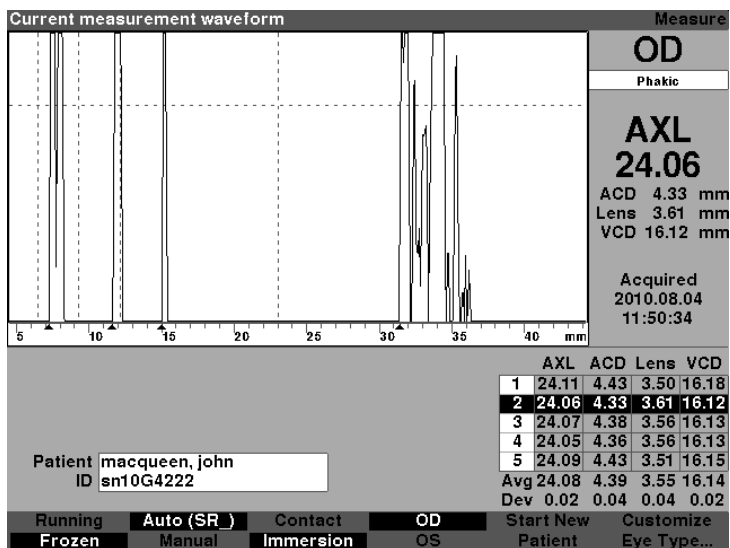 Current measurement waveform
Measure
OD
Phakic
AXL
24.06
ACD 4.33 mm
Lens 3.61 mm
VCD 16.12 mm
Acquired
2010.08.04
11:50:34
5 10 15 20 25 30 35 40 mm
AXL ACD Lens VCD
1 24.11 4.43 3.50 16.18
2 24.06 4.33 3.61 16.12
3 24.07 4.38 3.56 16.13
4 24.05 4.36 3.56 16.13
5 24.09 4.43 3.51 16.15
Avg 24.08 4.39 3.55 16.14
Dev 0.02 0.04 0.04 0.02
Patient macqueen, john
ID sn10G4222
Running Auto (SR_) Contact OD Start New Customize
Frozen Manual Immersion OS Patient Eye Type...